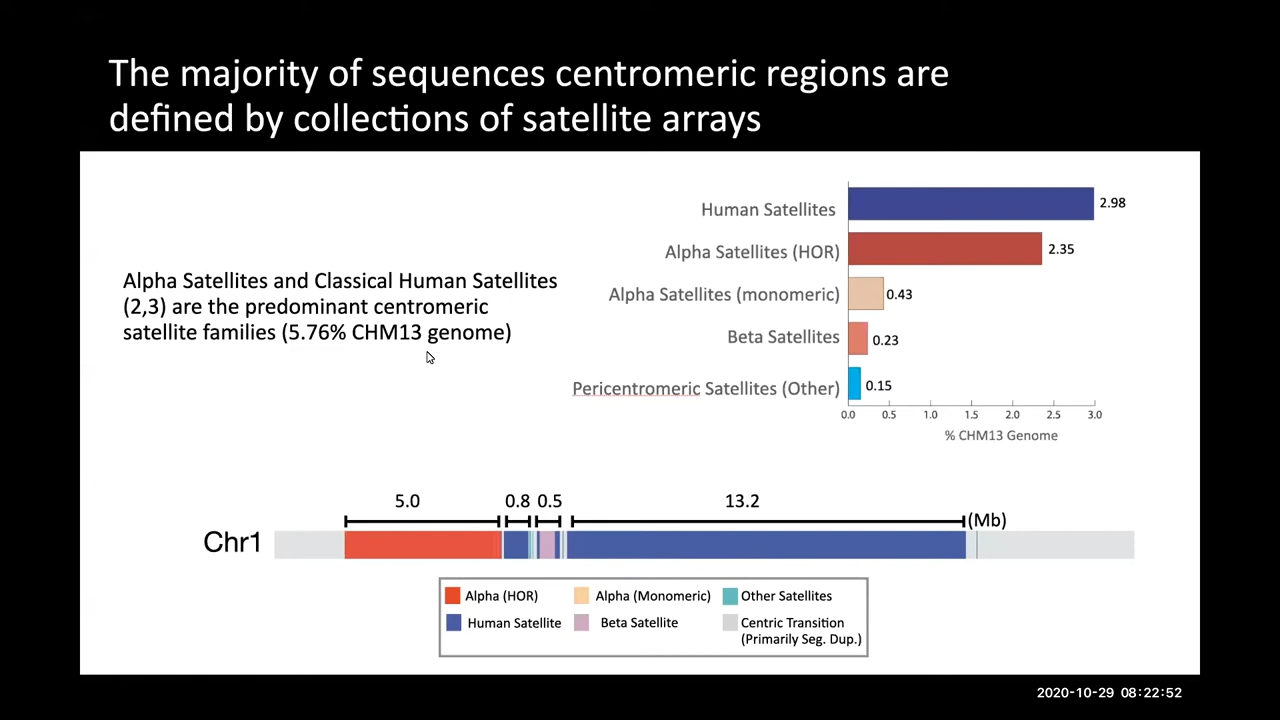 The majority of sequences centromeric regions are
defined by collections of satellite arrays
Alpha Satellites and Classical Human Satellites
(2,3) are the predominant centromeric
satellite families (5.76% CHM13 genome)
Human Satellites 2.98
Alpha Satellites (HOR) 2.35
Alpha Satellites (monomeric) 0.43
Beta Satellites 0.23
Pericentromeric Satellites (Other) 0.15
0.0 0.5 1.0 1.5 2.0 2.5 3.0
% CHM13 Genome
5.0 0.8 0.5 13.2
(Mb)
Chr1
Alpha (HOR) Alpha (Monomeric) Other Satellites
Human Satellite Beta Satellite Centric Transition
(Primarily Seg. Dup.)
2020-10-29 08:22:52